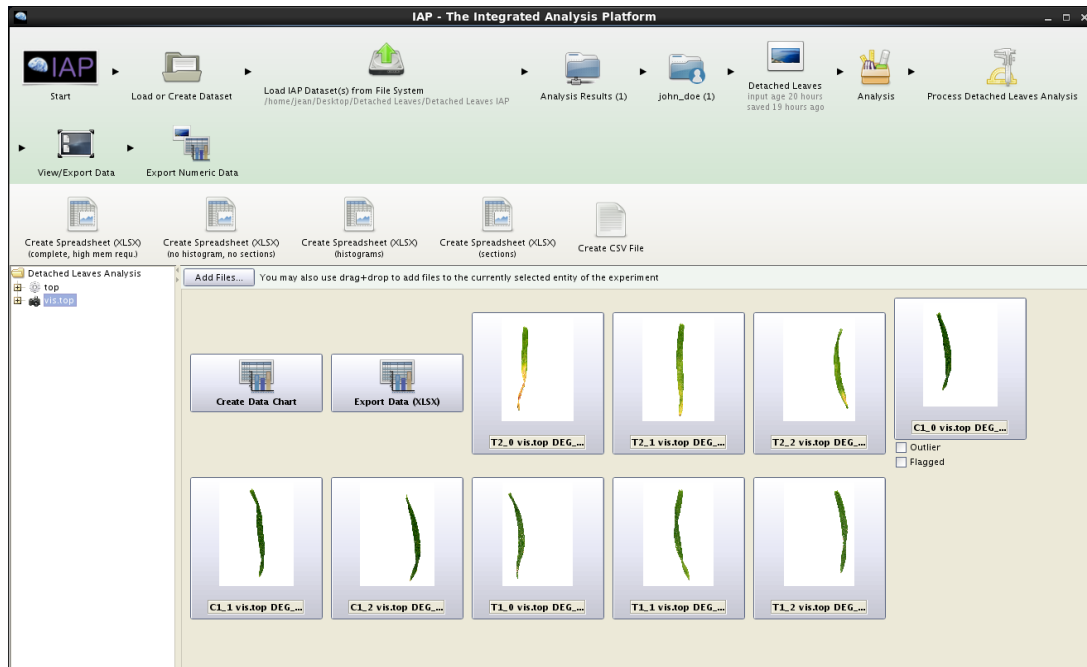 IAP - The Integrated Analysis Platform
IAP
Start
Load or Create Dataset
Load IAP Dataset(s) from File System
/home/jean/Desktop/Detached Leaves/Detached Leaves IAP
Analysis Results (1)
john_doe (1)
Detached Leaves
input age 20 hours
saved 19 hours ago
Analysis
Process Detached Leaves Analysis
View/Export Data
Export Numeric Data
Create Spreadsheet (XLSX)
(complete, high mem requ.)
Create Spreadsheet (XLSX)
(no histogram, no sections)
Create Spreadsheet (XLSX)
(histograms)
Create Spreadsheet (XLSX)
(sections)
Create CSV File
Detached Leaves Analysis
top
vis.top
Add Files...
You may also use drag+drop to add files to the currently selected entity of the experiment
Create Data Chart
Export Data (XLSX)
T2_0 vis.top DEG_...
T2_1 vis.top DEG_...
T2_2 vis.top DEG_...
C1_0 vis.top DEG_...
Outlier
Flagged
C1_1 vis.top DEG_...
C1_2 vis.top DEG_...
T1_0 vis.top DEG_...
T1_1 vis.top DEG_...
T1_2 vis.top DEG_...